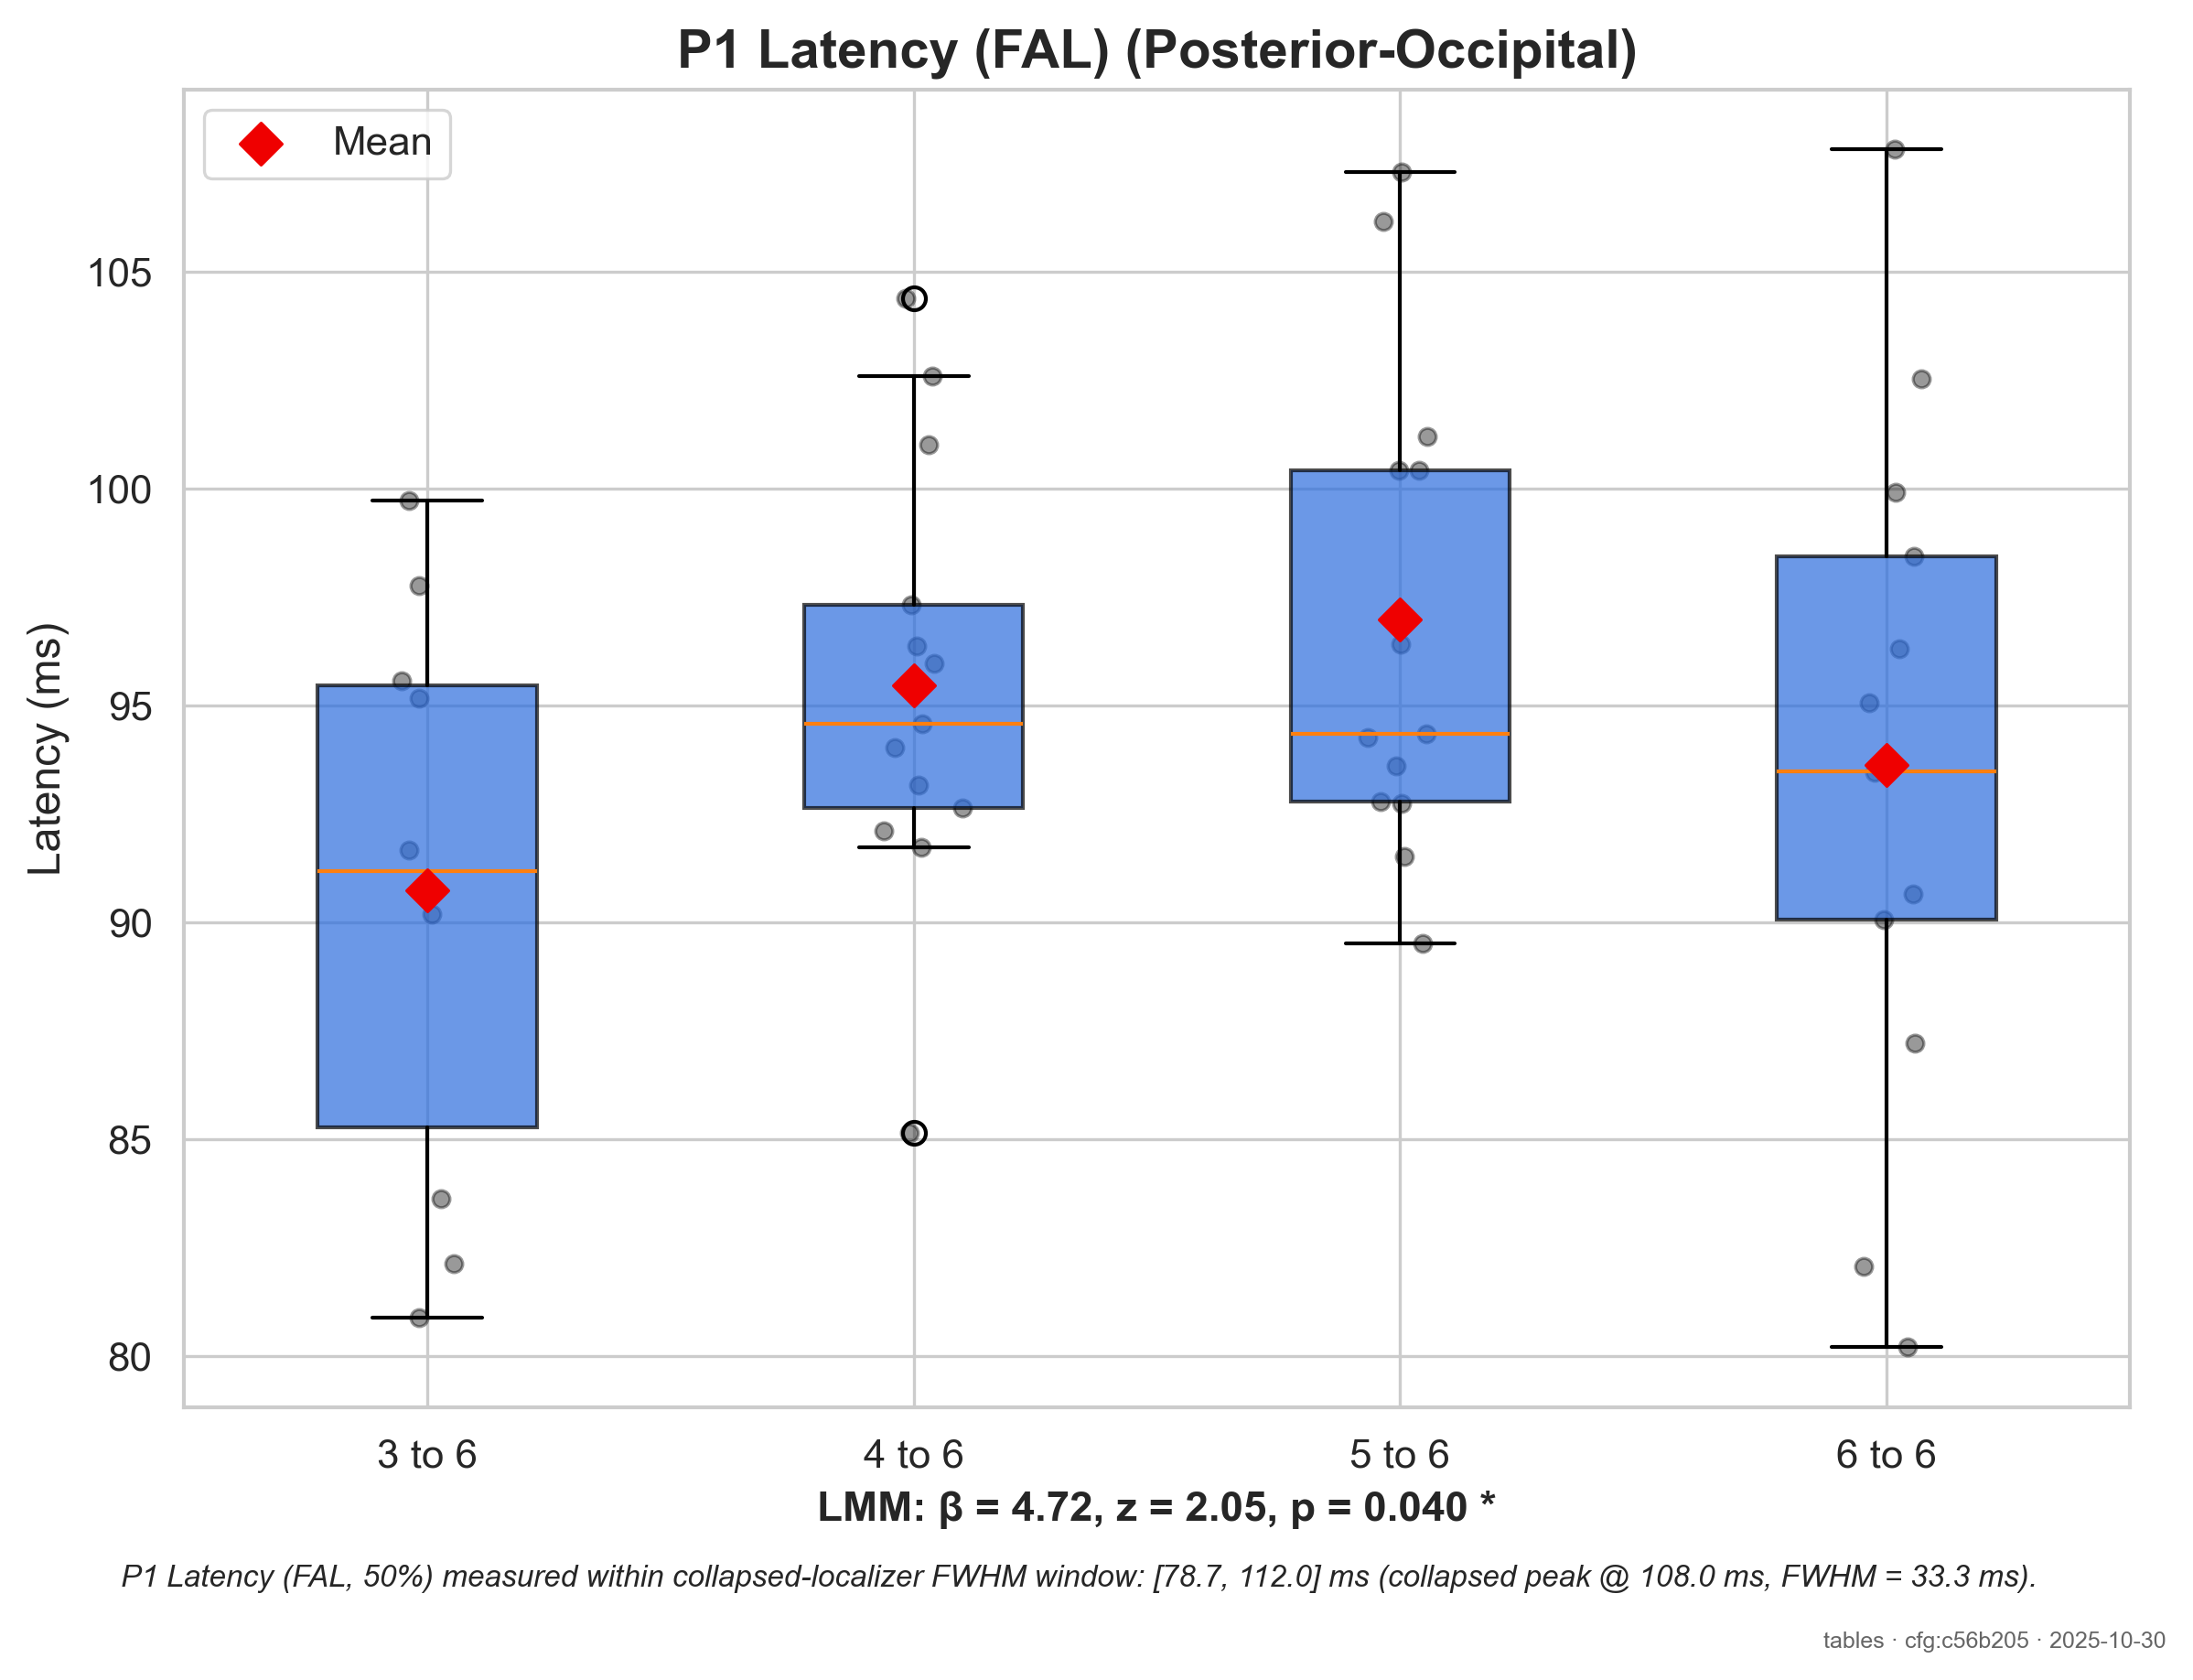 P1 Latency (FAL) (Posterior-Occipital)
Mean
Latency (ms)
105
100
95
90
85
80
3 to 6
4 to 6
5 to 6
6 to 6
LMM: β = 4.72, z = 2.05, p = 0.040 *
P1 Latency (FAL, 50%) measured within collapsed-localizer FWHM window: [78.7, 112.0] ms (collapsed peak @ 108.0 ms, FWHM = 33.3 ms).
tables · cfg:c56b205 · 2025-10-30